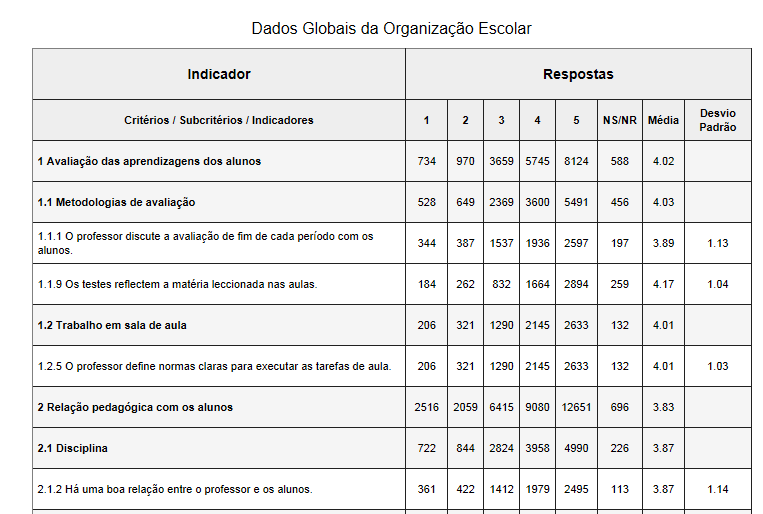 Dados Globais da Organização Escolar
Indicador Respostas
Critérios / Subcritérios / Indicadores 1 2 3 4 5 NS/NR Média Desvio Padrão
1 Avaliação das aprendizagens dos alunos 734 970 3659 5745 8124 588 4.02
1.1 Metodologias de avaliação 528 649 2369 3600 5491 456 4.03
1.1.1 O professor discute a avaliação de fim de cada período com os
alunos. 344 387 1537 1936 2597 197 3.89 1.13
1.1.9 Os testes reflectem a matéria leccionada nas aulas. 184 262 832 1664 2894 259 4.17 1.04
1.2 Trabalho em sala de aula 206 321 1290 2145 2633 132 4.01
1.2.5 O professor define normas claras para executar as tarefas de aula. 206 321 1290 2145 2633 132 4.01 1.03
2 Relação pedagógica com os alunos 2516 2059 6415 9080 12651 696 3.83
2.1 Disciplina 722 844 2824 3958 4990 226 3.87
2.1.2 Há uma boa relação entre o professor e os alunos. 361 422 1412 1979 2495 113 3.87 1.14